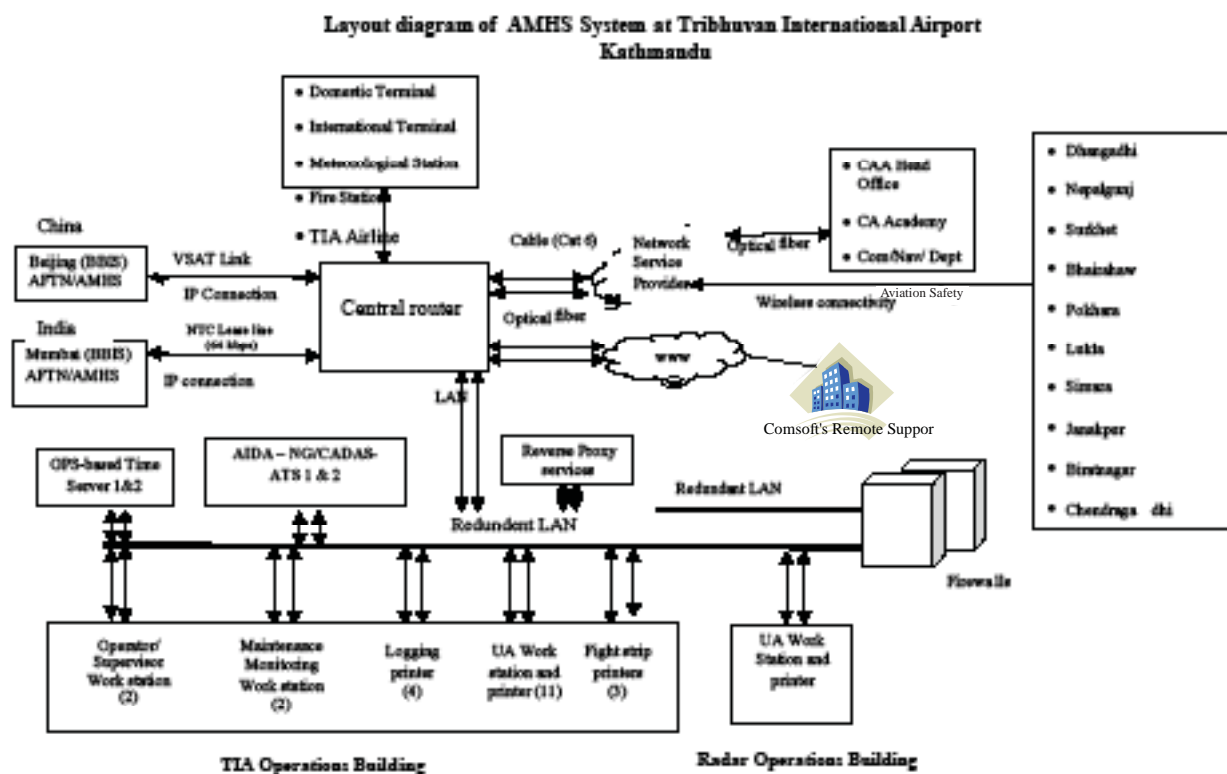 Layout diagram of AMHS System at Tribhuvan International Airport
Kathmandu
• Domestic Terminal
• International Terminal
• Meteorological Station
• Fire Station
• TIA Airline
China
Beijing (BBIS)
AFTN/AMHS
VSAT Link
IP Connection
India
Mumbai (BBIS)
AFTN/AMHS
NTC Lease line
(64 kbps)
IP connection
Central router
Cable (Cat 6)
Optical fiber
Network
Service
Provider
Optical fiber
• CAA Head
Office
• CA Academy
• Com/Nav/ Dept
Aviation Safety
Wireless connectivity
• Dhangadhi
• Nepalgunj
• Surkhet
• Bhairahaw
• Pokhara
• Lukla
• Simara
• Janakpur
• Biratnagar
• Chendraga dhi
www
Comsoft's Remote Suppor
LAN
GPS-based Time
Server 1&2
AIDA – NG/CADAS-
ATS 1 & 2
Reverse Proxy
services
Redundent LAN
Redundent LAN
Firewalls
Operator/
Supervisor
Work station
(2)
Maintenance
Monitoring
Work station
(2)
Logging
printer
(4)
UA Work
station and
printer (11)
Fight strip
printers
(3)
UA Work
Station and
printer
TIA Operations Building
Radar Operations Building